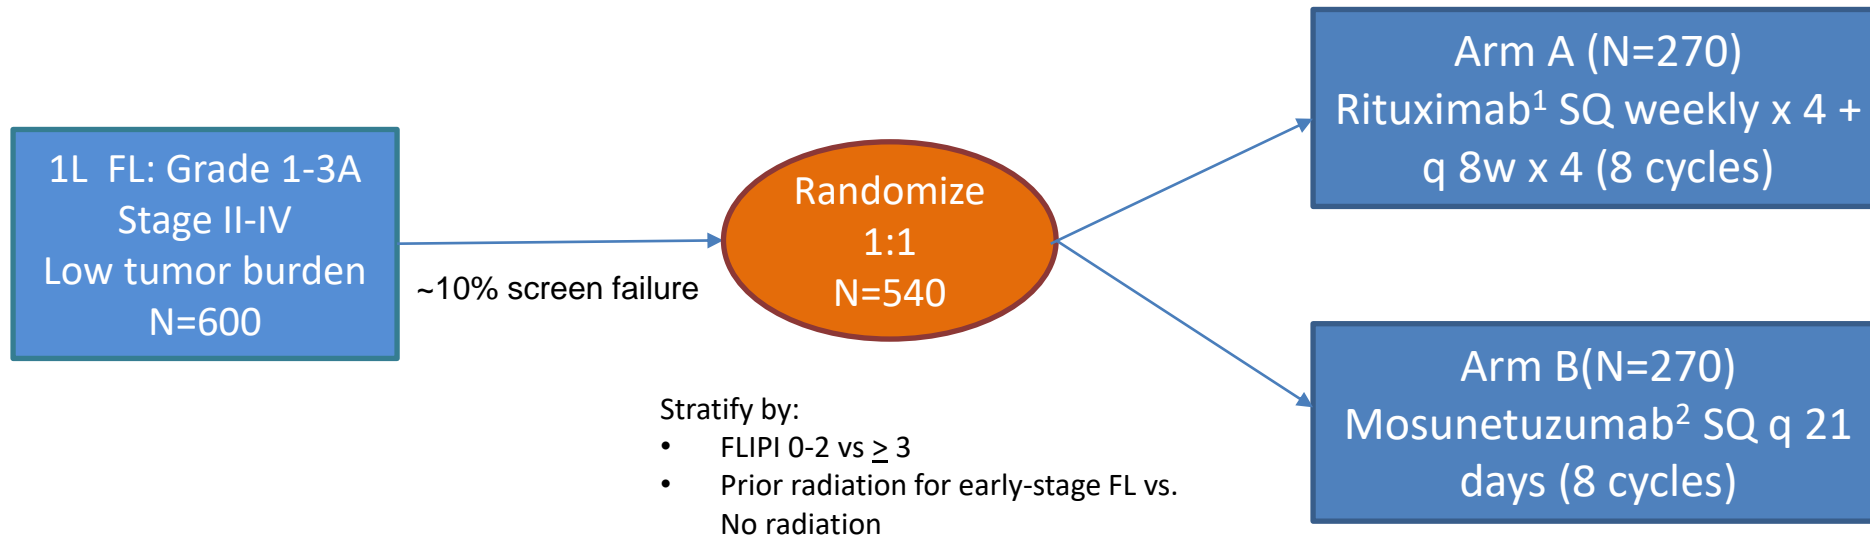 1L  FL: Grade 1-3A
Stage II-IV
Low tumor burden
N=600
~10% screen failure
Randomize
1:1
N=540
Stratify by:
• FLIPI 0-2 vs ≥ 3
• Prior radiation for early-stage FL vs.
No radiation
Arm A (N=270)
Rituximab¹ SQ weekly x 4 +
q 8w x 4 (8 cycles)
Arm B(N=270)
Mosunetuzumab² SQ q 21
days (8 cycles)